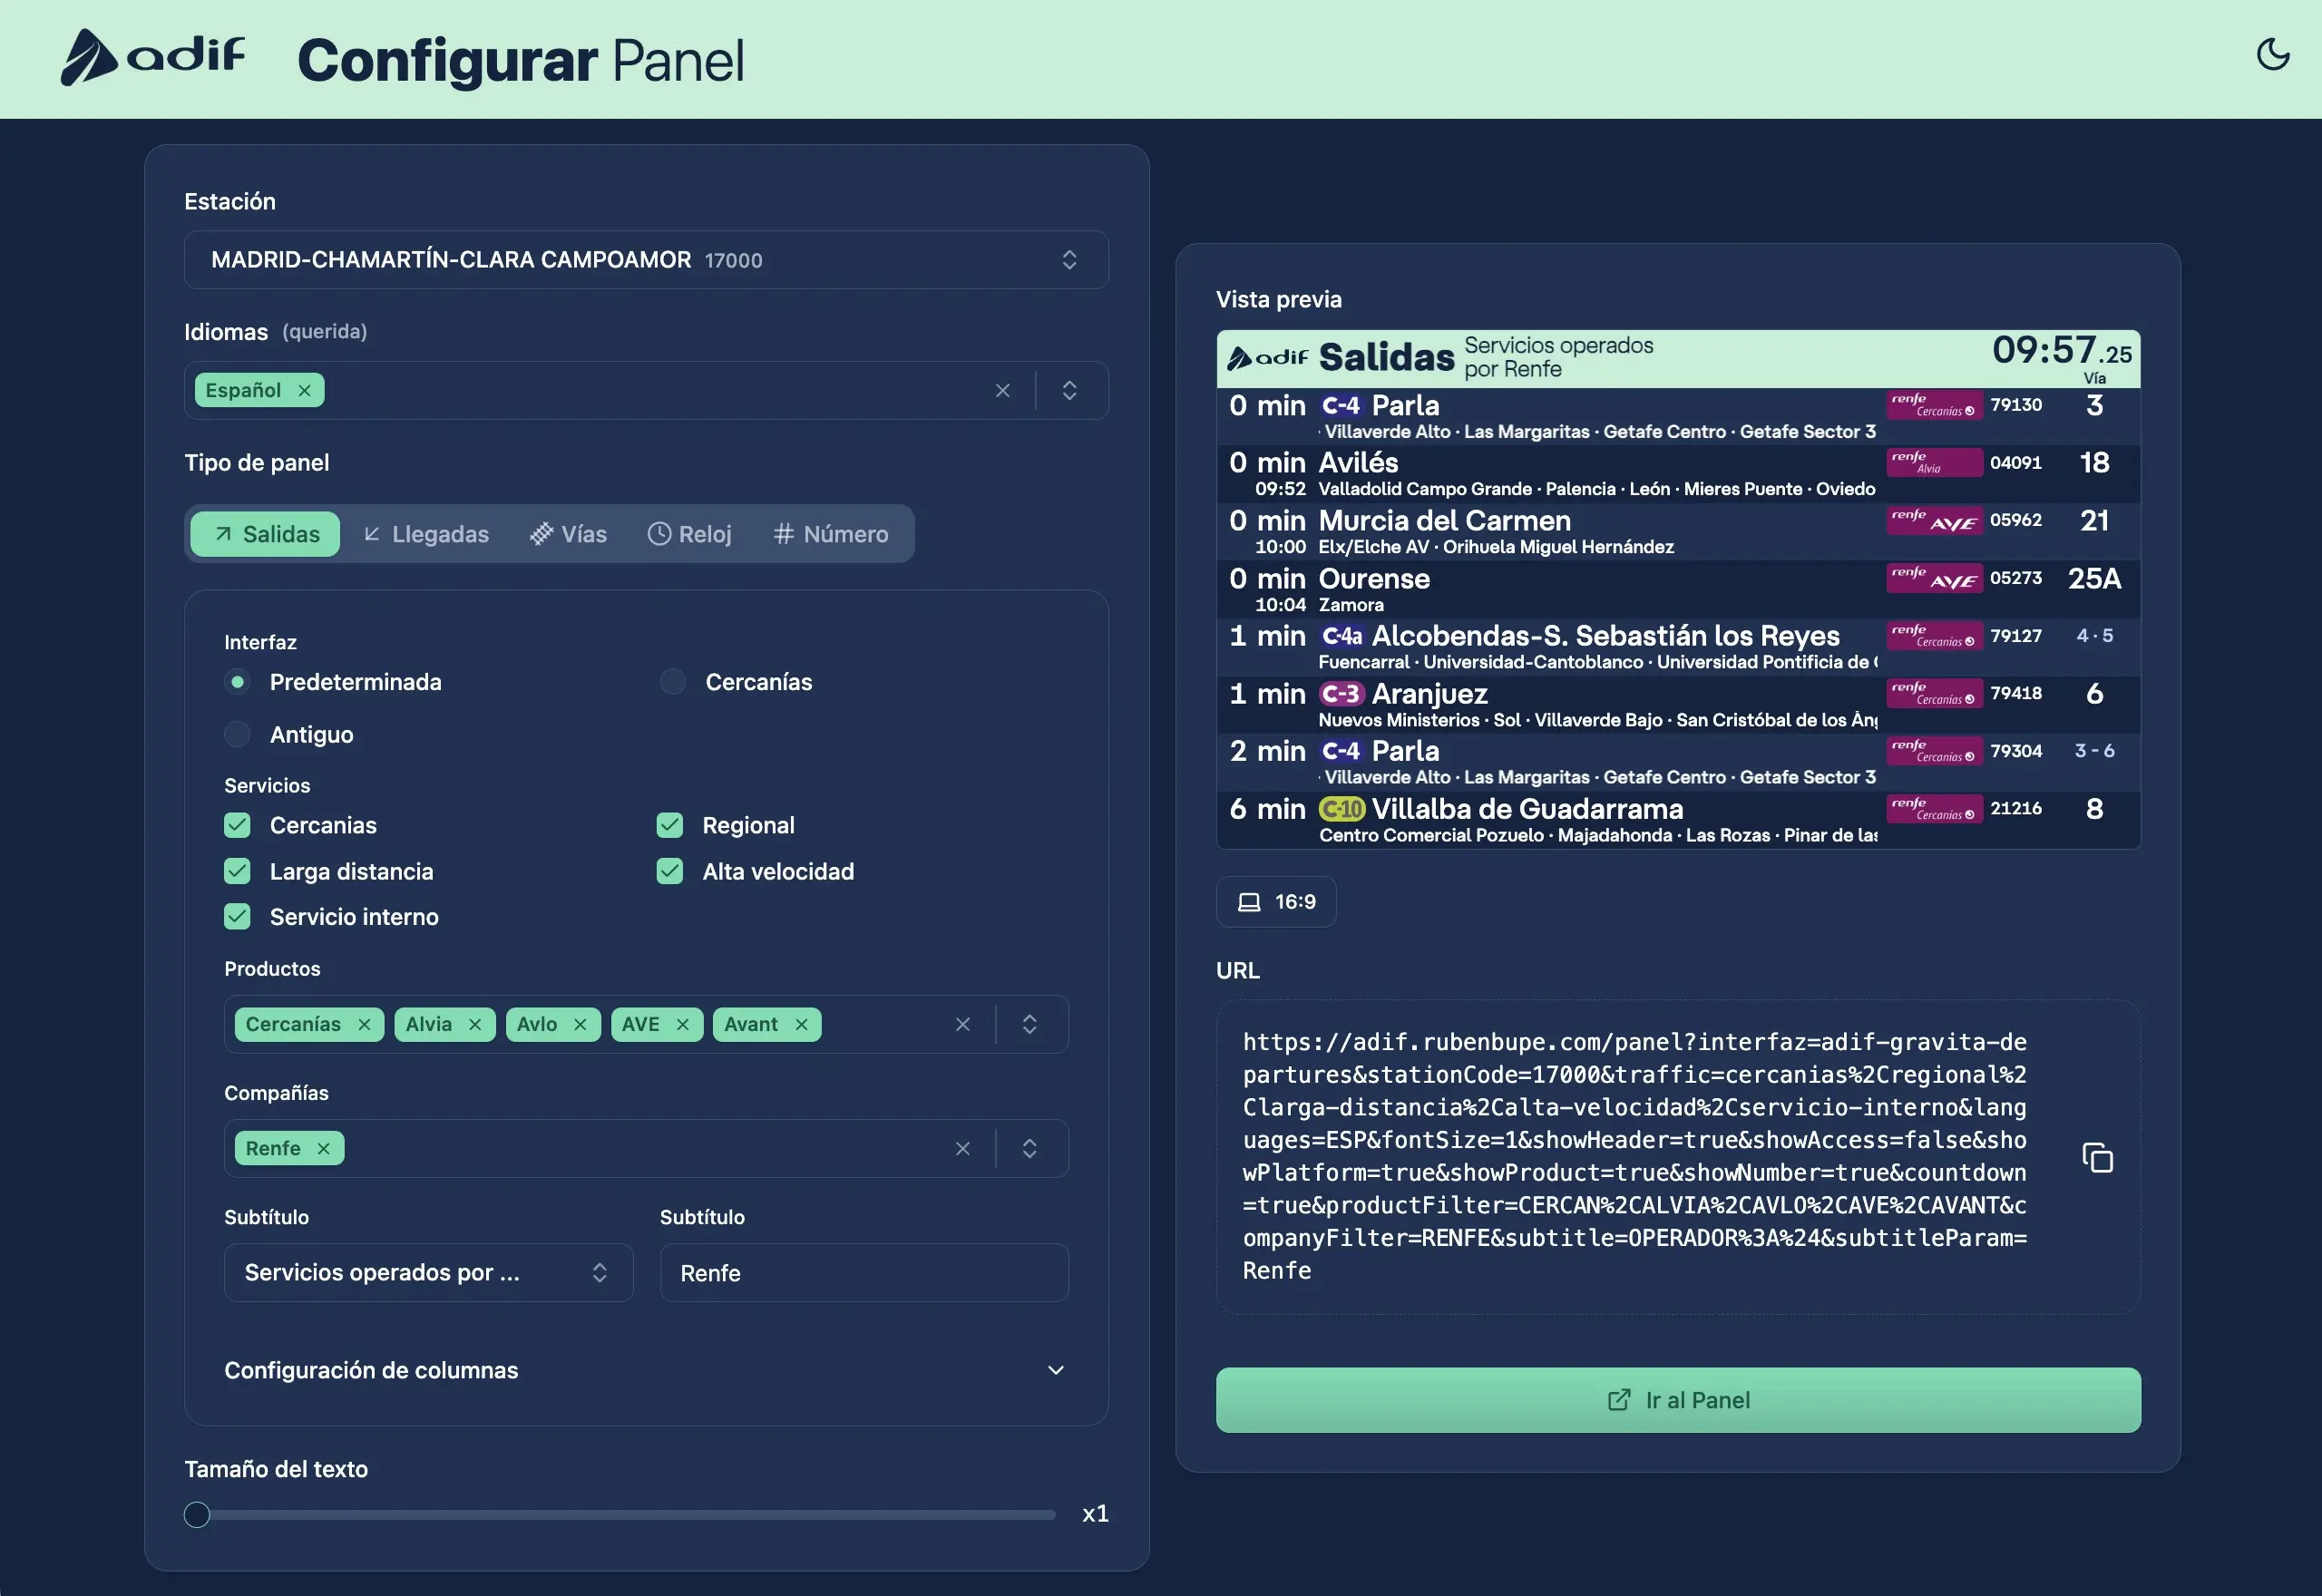 adif Configurar Panel
Estación
MADRID-CHAMARTÍN-CLARA CAMPOAMOR 17000
Idiomas (querida)
Español
Tipo de panel
Salidas Llegadas Vías Reloj Número
Interfaz
Predeterminada Cercanías
Antiguo
Servicios
Cercanias Regional
Larga distancia Alta velocidad
Servicio interno
Productos
Cercanías Alvia Avlo AVE Avant
Compañías
Renfe
Subtítulo Subtítulo
Servicios operados por ... Renfe
Configuración de columnas
Tamaño del texto
x1
Vista previa
adif Salidas Servicios operados
por Renfe
09:57.25
Vía
0 min C-4 Parla renfe Cercanías 79130 3
· Villaverde Alto · Las Margaritas · Getafe Centro · Getafe Sector 3
0 min Avilés renfe Alvia 04091 18
09:52 Valladolid Campo Grande · Palencia · León · Mieres Puente · Oviedo
0 min Murcia del Carmen renfe AVE 05962 21
10:00 Elx/Elche AV · Orihuela Miguel Hernández
0 min Ourense renfe AVE 05273 25A
10:04 Zamora
1 min C-4a Alcobendas-S. Sebastián los Reyes renfe Cercanías 79127 4 · 5
Fuencarral · Universidad-Cantoblanco · Universidad Pontificia de
1 min C-3 Aranjuez renfe Cercanías 79418 6
Nuevos Ministerios · Sol · Villaverde Bajo · San Cristóbal de los
2 min C-4 Parla renfe Cercanías 79304 3 - 6
· Villaverde Alto · Las Margaritas · Getafe Centro · Getafe Sector 3
6 min C-10 Villalba de Guadarrama renfe Cercanías 21216 8
Centro Comercial Pozuelo · Majadahonda · Las Rozas · Pinar de las
16:9
URL
https://adif.rubenbupe.com/panel?interfaz=adif-gravita-de
partures&stationCode=17000&traffic=cercanias%2Cregional%2
Clarga-distancia%2Calta-velocidad%2Cservicio-interno&lang
uages=ESP&fontSize=1&showHeader=true&showAccess=false&sho
wPlatform=true&showProduct=true&showNumber=true&countdown
=true&productFilter=CERCAN%2CALVIA%2CAVLO%2CAVE%2CAVANT&c
ompanyFilter=RENFE&subtitle=OPERADOR%3A%24&subtitleParam=
Renfe
Ir al Panel